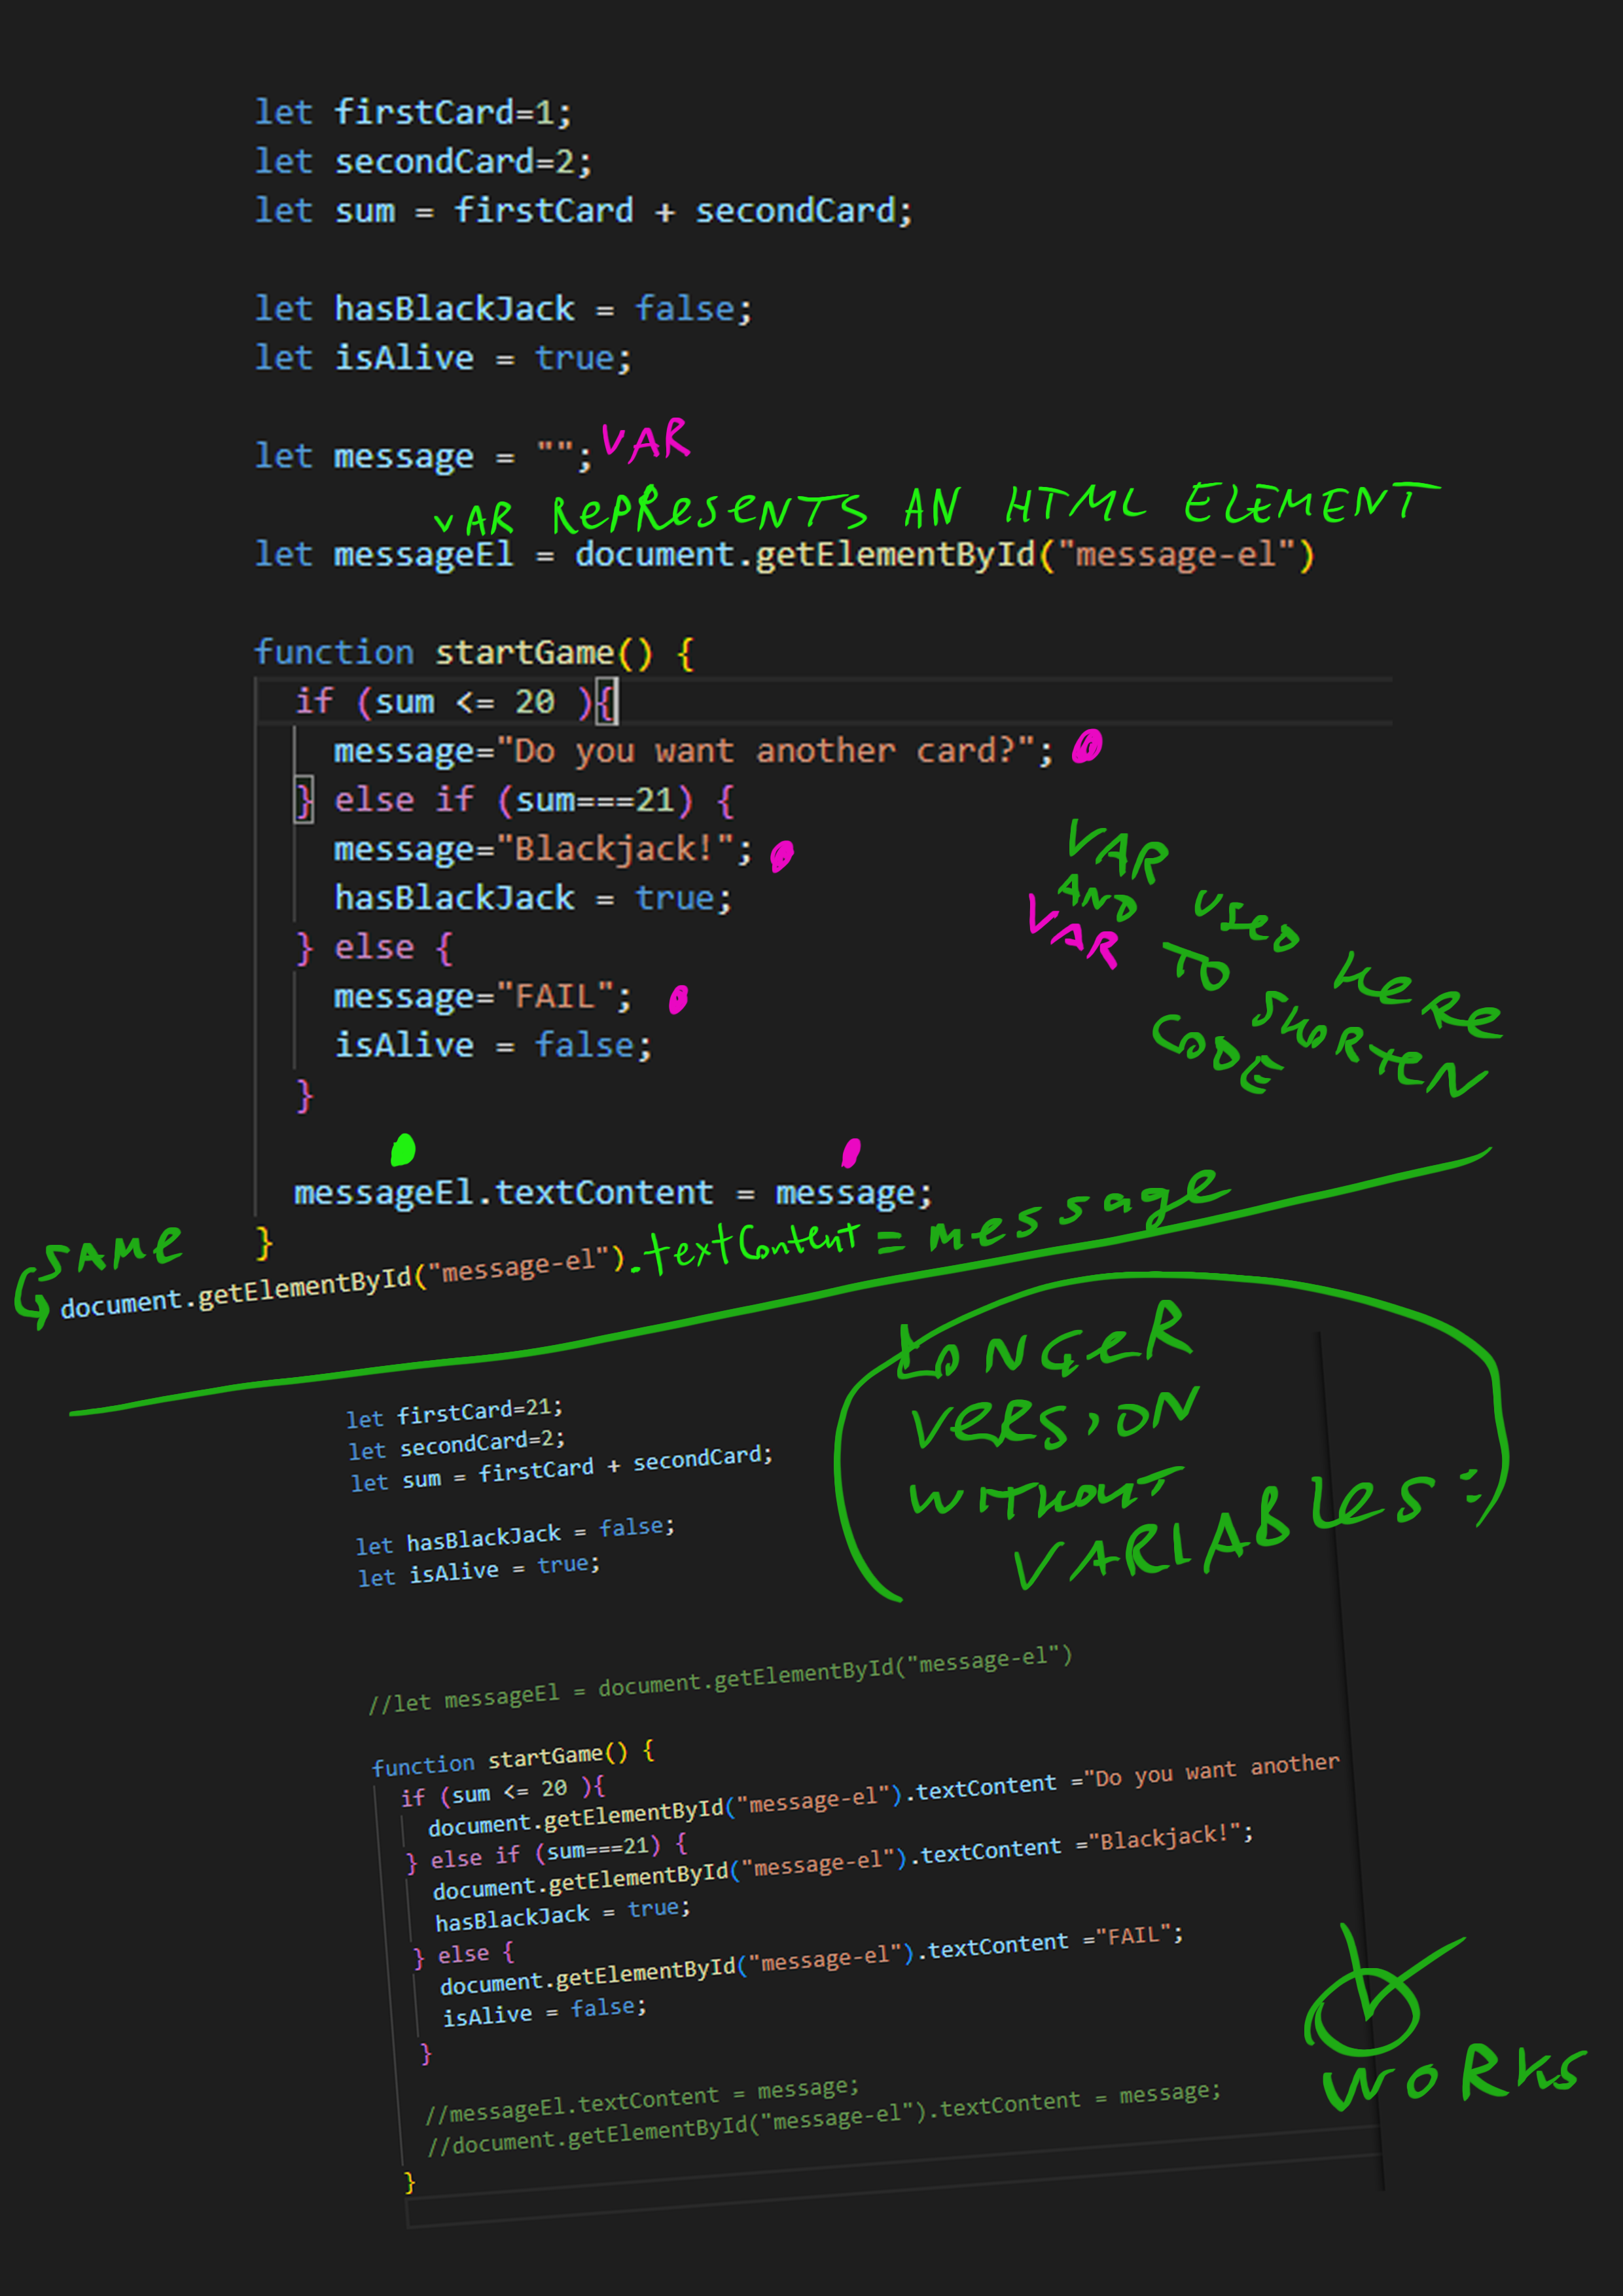 let firstCard=1;
let secondCard=2;
let sum = firstCard + secondCard;
let hasBlackJack = false;
let isAlive = true;
let message = ""; VAR
VAR REPRESENTS AN HTML ELEMENT
let messageEl = document.getElementById("message-el")
function startGame() {
if (sum <= 20 ){
message="Do you want another card?";
} else if (sum===21) {
message="Blackjack!";
hasBlackJack = true;
} else {
message="FAIL";
isAlive = false;
}
VAR
AND
VAR
USED HERE
TO SHORTEN
CODE
messageEl.textContent = message;
}
SAME
document.getElementById("message-el").textContent = message
LONGER
VERSION
WITHOUT
VARIABLES:
let firstCard=21;
let secondCard=2;
let sum = firstCard + secondCard;
let hasBlackJack = false;
let isAlive = true;
//let messageEl = document.getElementById("message-el")
function startGame() {
if (sum <= 20 ){
document.getElementById("message-el").textContent ="Do you want another
} else if (sum===21) {
document.getElementById("message-el").textContent ="Blackjack!";
hasBlackJack = true;
} else {
document.getElementById("message-el").textContent ="FAIL";
isAlive = false;
}
//messageEl.textContent = message;
//document.getElementById("message-el").textContent = message;
}
WORKS